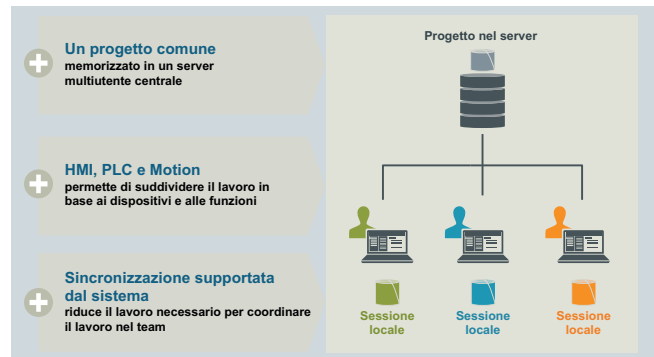 Un progetto comune
memorizzato in un server
multiutente centrale
HMI, PLC e Motion
permette di suddividere il lavoro in
base ai dispositivi e alle funzioni
Sincronizzazione supportata
dal sistema
riduce il lavoro necessario per coordinare
il lavoro nel team
Progetto nel server
Sessione
locale
Sessione
locale
Sessione
locale